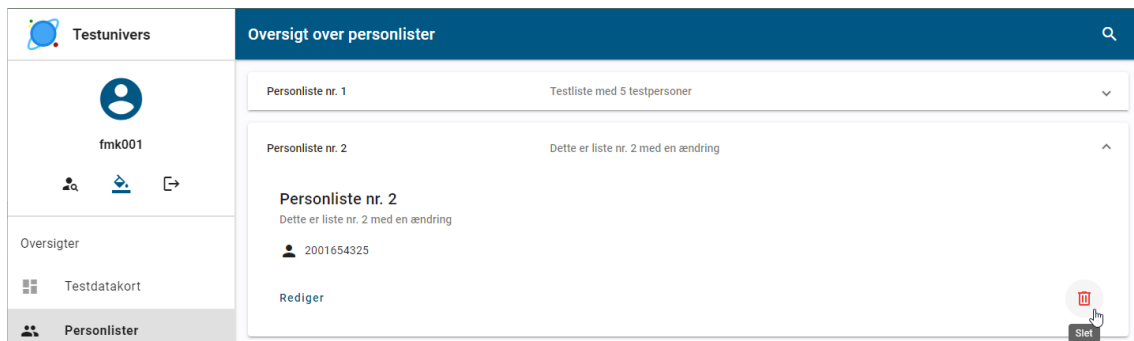 Testunivers
Oversigt over personlister
fmk001
Oversigter
Testdatakort
Personlister
Personliste nr. 1 Testliste med 5 testpersoner
Personliste nr. 2 Dette er liste nr. 2 med en ændring
Personliste nr. 2
Dette er liste nr. 2 med en ændring
2001654325
Rediger
Slet